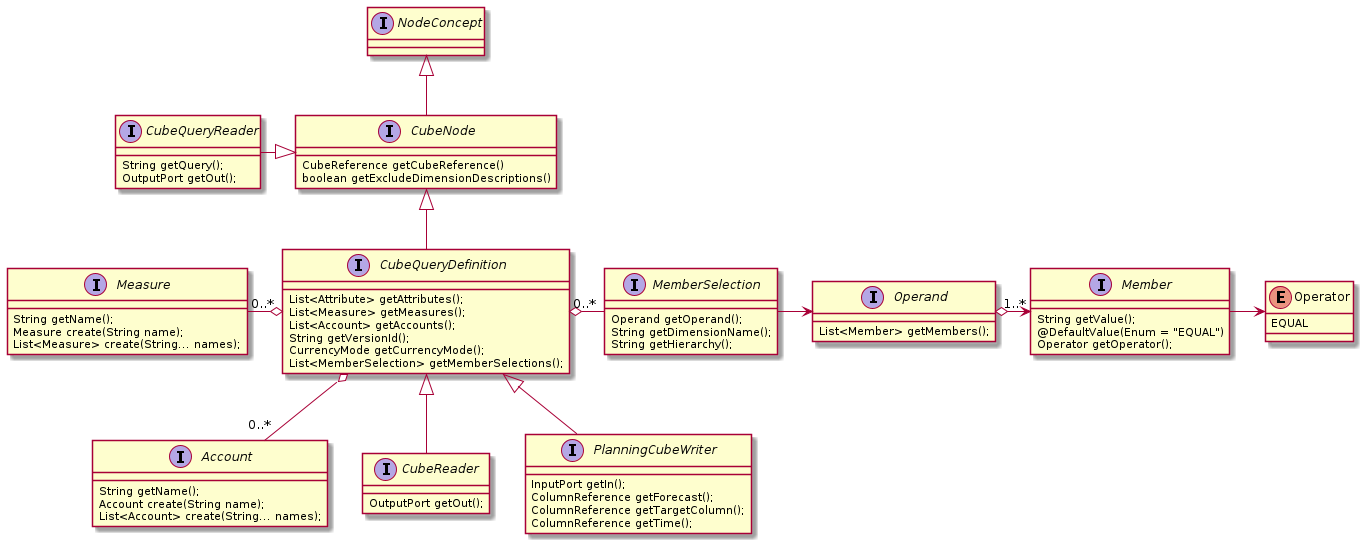 I NodeConcept
I CubeQueryReader
String getQuery();
OutputPort getOut();
I CubeNode
CubeReference getCubeReference()
boolean getExcludeDimensionDescriptions()
I Measure
String getName();
Measure create(String name);
List<Measure> create(String... names);
0..*
I CubeQueryDefinition
List<Attribute> getAttributes();
List<Measure> getMeasures();
List<Account> getAccounts();
String getVersionId();
CurrencyMode getCurrencyMode();
List<MemberSelection> getMemberSelections();
0..*
I MemberSelection
Operand getOperand();
String getDimensionName();
String getHierarchy();
I Operand
List<Member> getMembers();
1..*
I Member
String getValue();
@DefaultValue(Enum = "EQUAL")
Operator getOperator();
E Operator
EQUAL
0..*
I Account
String getName();
Account create(String name);
List<Account> create(String... names);
I CubeReader
OutputPort getOut();
I PlanningCubeWriter
InputPort getIn();
ColumnReference getForecast();
ColumnReference getTargetColumn();
ColumnReference getTime();